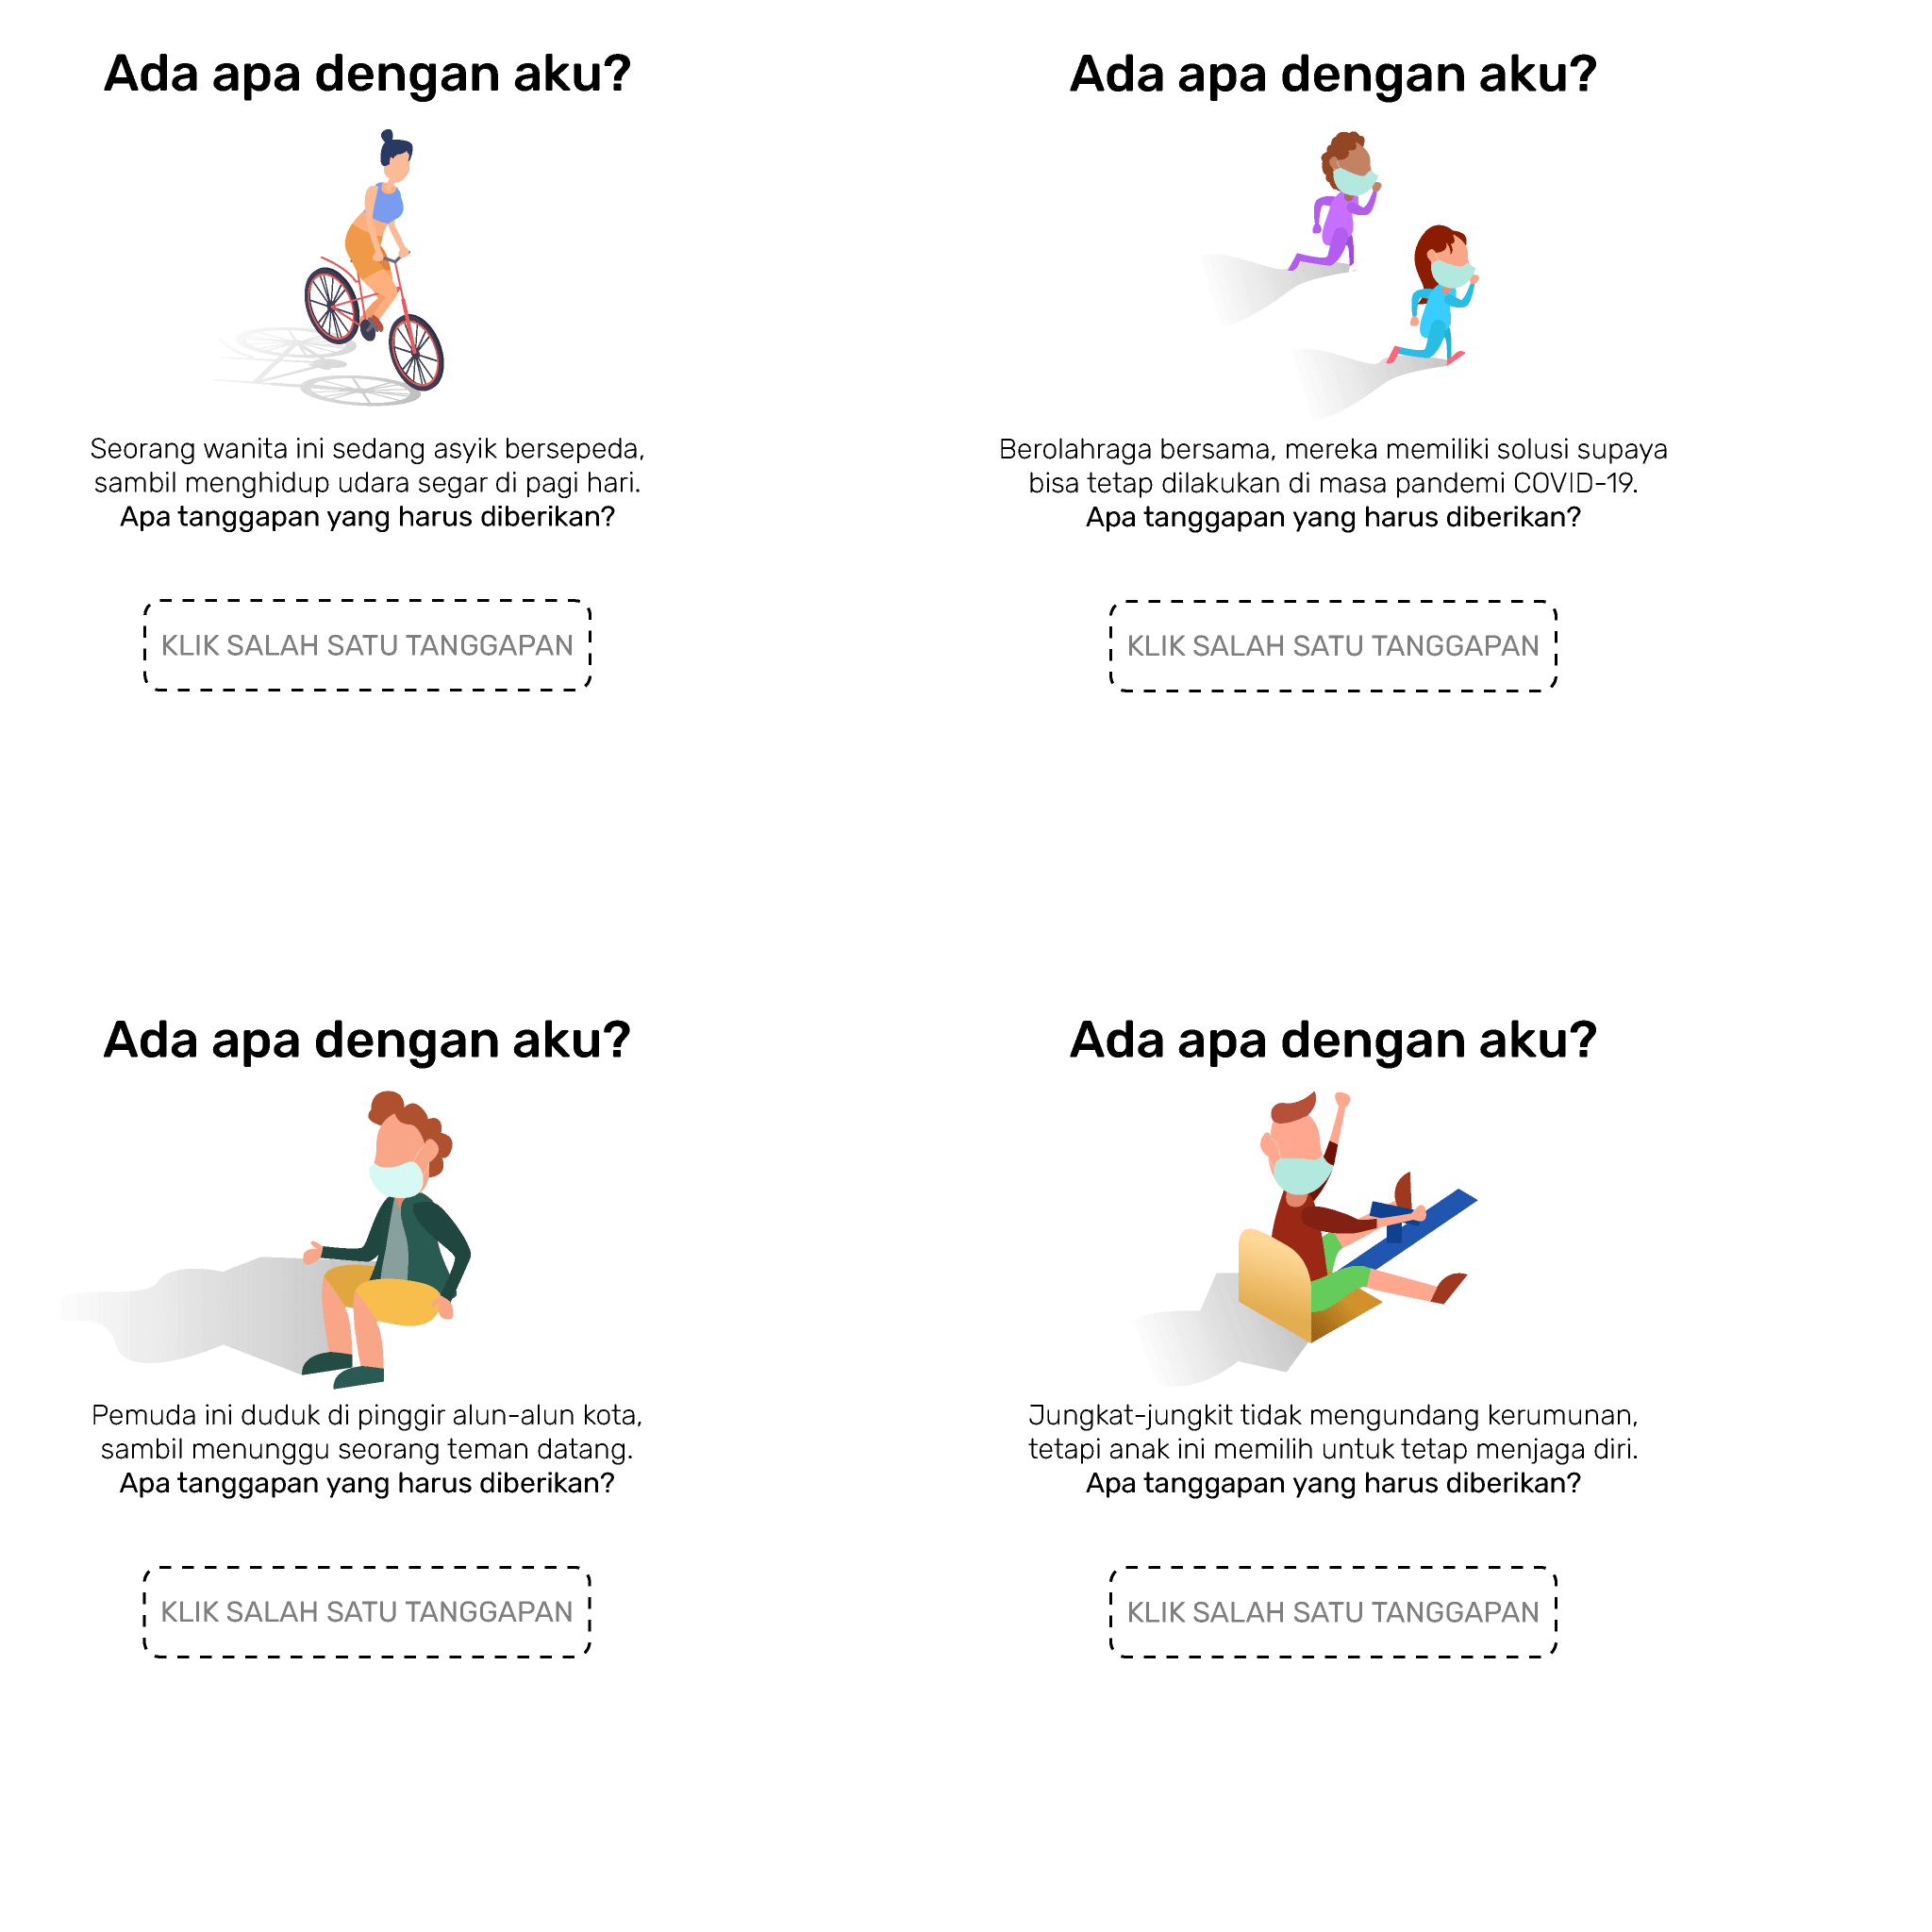 Ada apa dengan aku?
Seorang wanita ini sedang asyik bersepeda,
sambil menghidup udara segar di pagi hari.
Apa tanggapan yang harus diberikan?
KLIK SALAH SATU TANGGAPAN
Ada apa dengan aku?
Berolahraga bersama, mereka memiliki solusi supaya
bisa tetap dilakukan di masa pandemi COVID-19.
Apa tanggapan yang harus diberikan?
KLIK SALAH SATU TANGGAPAN
Ada apa dengan aku?
Pemuda ini duduk di pinggir alun-alun kota,
sambil menunggu seorang teman datang.
Apa tanggapan yang harus diberikan?
KLIK SALAH SATU TANGGAPAN
Ada apa dengan aku?
Jungkat-jungkit tidak mengundang kerumunan,
tetapi anak ini memilih untuk tetap menjaga diri.
Apa tanggapan yang harus diberikan?
KLIK SALAH SATU TANGGAPAN